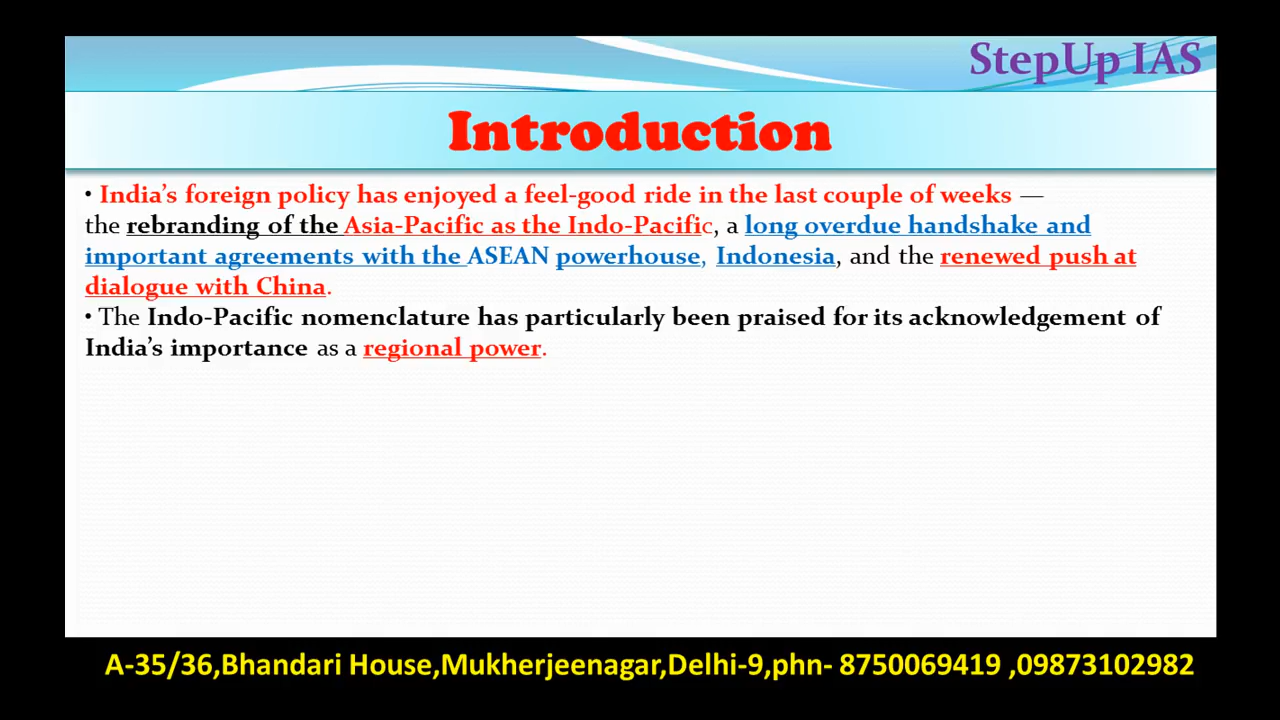 StepUp IAS
Introduction
• India’s foreign policy has enjoyed a feel-good ride in the last couple of weeks —
the rebranding of the Asia-Pacific as the Indo-Pacific, a long overdue handshake and
important agreements with the ASEAN powerhouse, Indonesia, and the renewed push at
dialogue with China.
• The Indo-Pacific nomenclature has particularly been praised for its acknowledgement of
India’s importance as a regional power.
A-35/36,Bhandari House,Mukherjeenagar,Delhi-9,phn- 8750069419 ,09873102982